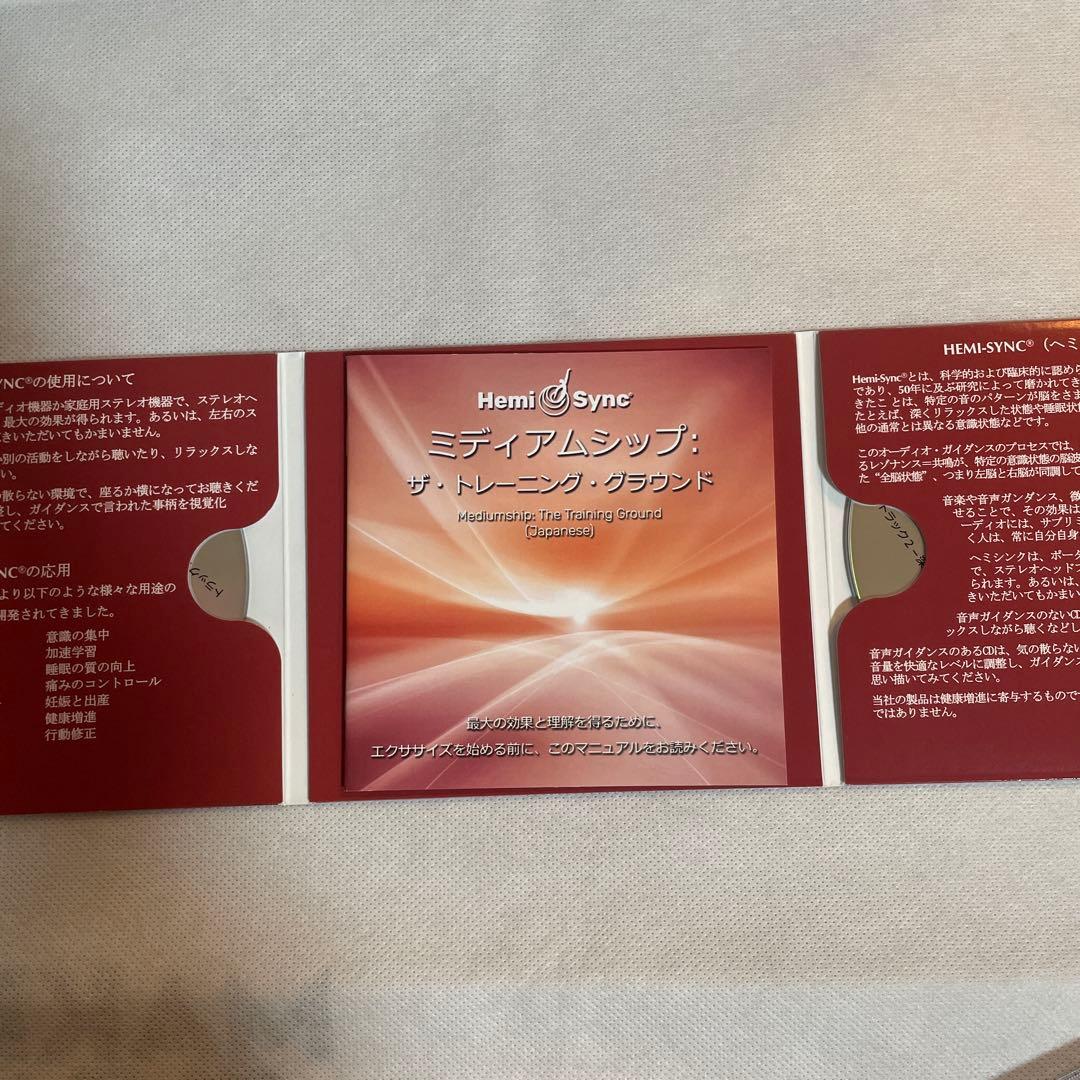 YNC®の使用について
ディオ機器か家庭用ステレオ機器で、ステレオヘ
最大の効果が得られます。あるいは、左右のス
きいただいてもかまいません。
別の活動をしながら聴いたり、リラックスしな
い。
散らない環境で、座るか横になってお聴きくだ
整し、ガイダンスで言われた事柄を視覚化
てください。
NC®の応用
より以下のような様々な用途の
開発されてきました。
意識の集中
加速学習
睡眠の質の向上
痛みのコントロール
妊娠と出産
健康増進
行動修正
トラック
Hemi Sync®
ミディアムシップ:
ザ・トレーニング・グラウンド
Mediumship: The Training Ground
(Japanese)
最大の効果と理解を得るために、
エクササイズを始める前に、このマニュアルをお読みください。
トラック2
HEMI-SYNC®（ヘミ
Hemi-Sync®とは、科学的および臨床的に認めら
であり、50年に及ぶ研究によって磨かれてき
きたことは、特定の音のパターンが脳をさま
たとえば、深くリラックスした状態や睡眠状態
他の通常とは異なる意識状態などです。
このオーディオ・ガイダンスのプロセスでは、
るレゾナンス＝共鳴が、特定の意識状態の脳波
た“全脳状態”、つまり左脳と右脳が同調して
音楽や音声ガンダンス、微
せることで、その効果は
ーディオには、サブリミ
く人は、常に自分自身
ヘミシンクは、ポータ
で、ステレオヘッドフ
られます。あるいは、
きいただいてもかまい
音声ガイダンスのないCD
ックスしながら聴くなどし
音声ガイダンスのあるCDは、気の散らない
音量を快適なレベルに調整し、ガイダンス
思い描いてみてください。
当社の製品は健康増進に寄与するもので
ではありません。